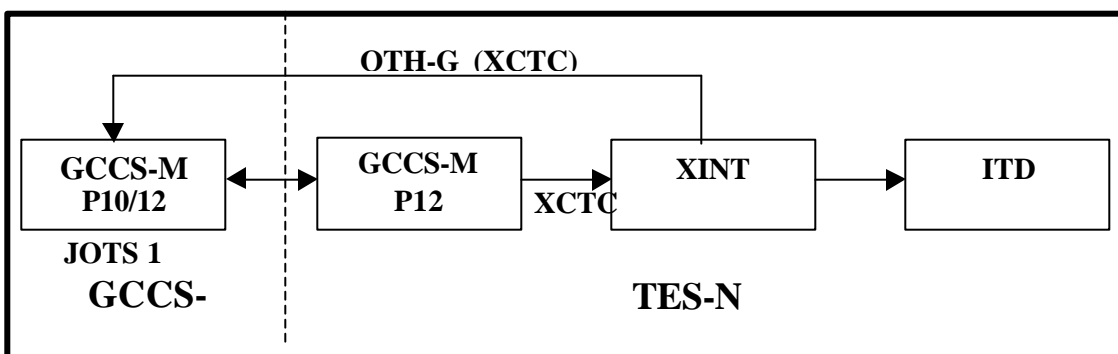 OTH-G (XCTC)
GCCS-M
P10/12
GCCS-M
P12
XCTC
XINT
ITD
JOTS 1
GCCS-
TES-N